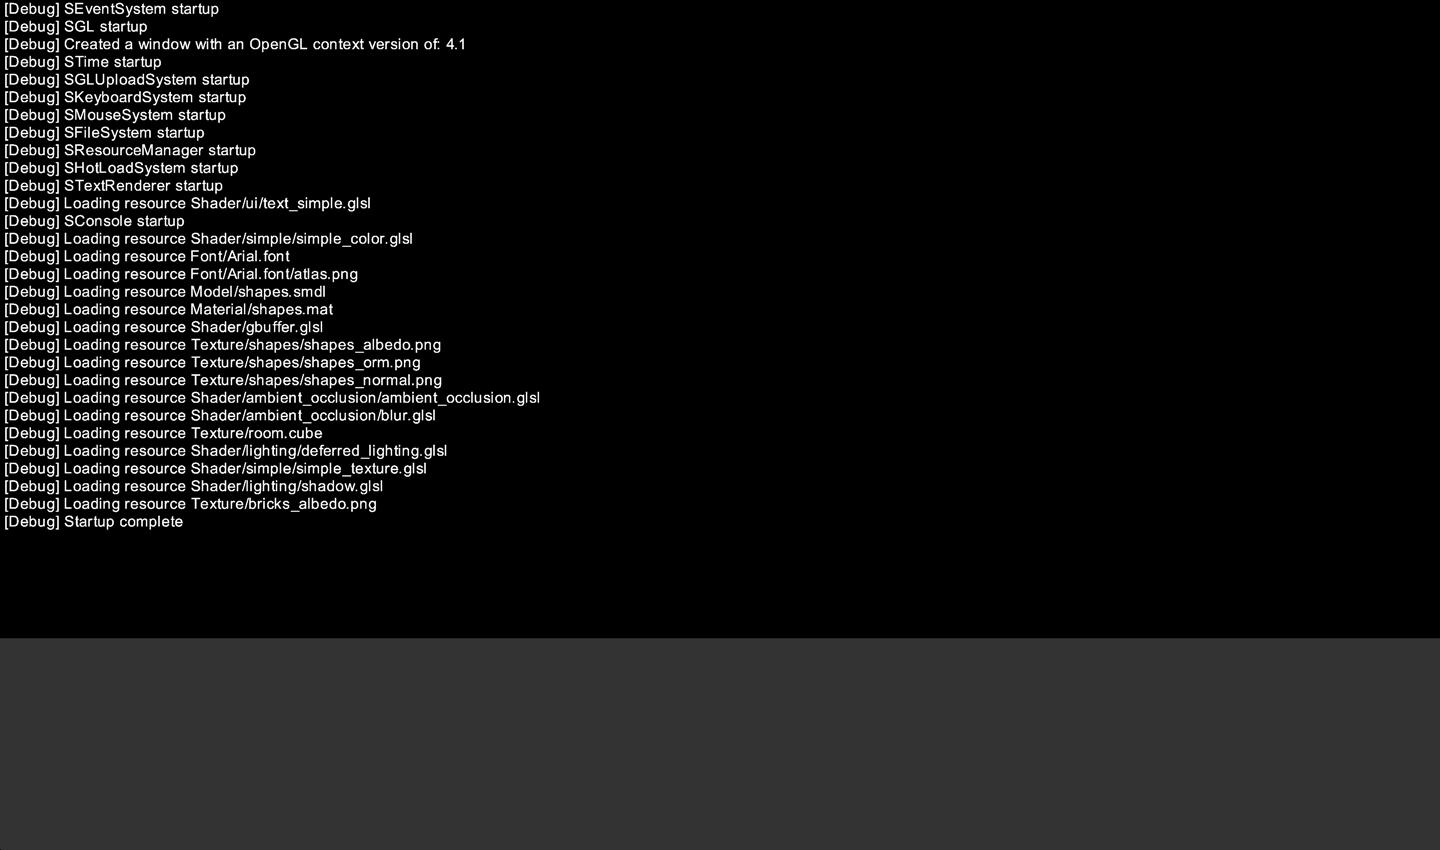 [Debug] SEventSystem startup
[Debug] SGL startup
[Debug] Created a window with an OpenGL context version of: 4.1
[Debug] STime startup
[Debug] SGLUploadSystem startup
[Debug] SKeyboardSystem startup
[Debug] SMouseSystem startup
[Debug] SFileSystem startup
[Debug] SResourceManager startup
[Debug] SHotLoadSystem startup
[Debug] STextRenderer startup
[Debug] Loading resource Shader/ui/text_simple.glsl
[Debug] SConsole startup
[Debug] Loading resource Shader/simple/simple_color.glsl
[Debug] Loading resource Font/Arial.font
[Debug] Loading resource Font/Arial.font/atlas.png
[Debug] Loading resource Model/shapes.smdl
[Debug] Loading resource Material/shapes.mat
[Debug] Loading resource Shader/gbuffer.glsl
[Debug] Loading resource Texture/shapes/shapes_albedo.png
[Debug] Loading resource Texture/shapes/shapes_orm.png
[Debug] Loading resource Texture/shapes/shapes_normal.png
[Debug] Loading resource Shader/ambient_occlusion/ambient_occlusion.glsl
[Debug] Loading resource Shader/ambient_occlusion/blur.glsl
[Debug] Loading resource Texture/room.cube
[Debug] Loading resource Shader/lighting/deferred_lighting.glsl
[Debug] Loading resource Shader/simple/simple_texture.glsl
[Debug] Loading resource Shader/lighting/shadow.glsl
[Debug] Loading resource Texture/bricks_albedo.png
[Debug] Startup complete